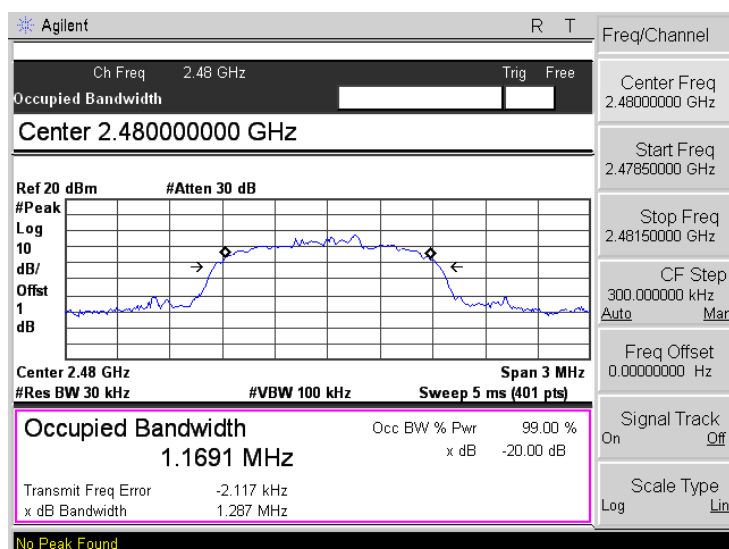 Agilent R T
Freq/Channel
Ch Freq 2.48 GHz Trig Free
Occupied Bandwidth
Center 2.480000000 GHz
Ref 20 dBm #Atten 30 dB
#Peak
Log
10
dB/
Offst
1
dB
Center 2.48 GHz Span 3 MHz
#Res BW 30 kHz #VBW 100 kHz Sweep 5 ms (401 pts)
Occupied Bandwidth
1.1691 MHz
Occ BW % Pwr 99.00 %
x dB -20.00 dB
Transmit Freq Error -2.117 kHz
x dB Bandwidth 1.287 MHz
No Peak Found
Center Freq
2.48000000 GHz
Start Freq
2.47850000 GHz
Stop Freq
2.48150000 GHz
CF Step
300.000000 kHz
Auto Mar
Freq Offset
0.00000000 Hz
Signal Track
On Off
Scale Type
Log Lin